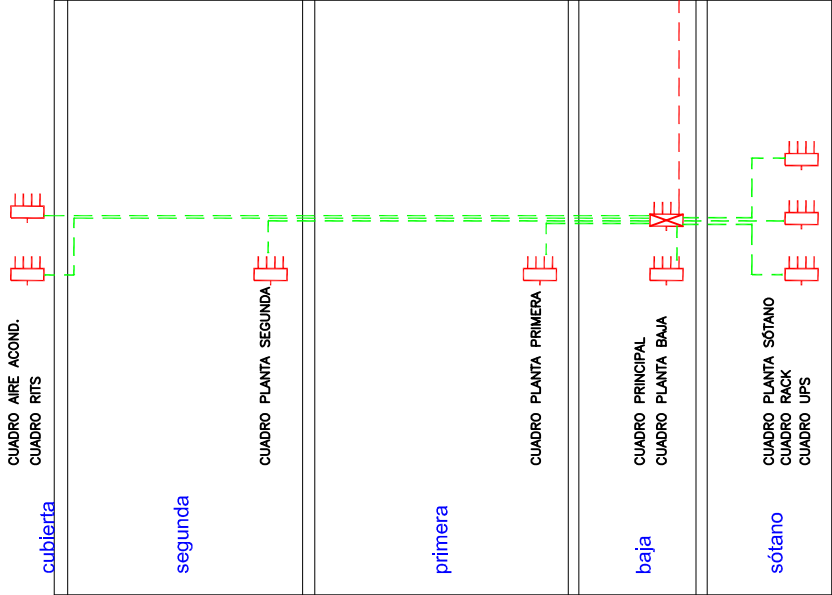 cubierta
CUADRO AIRE ACOND.
CUADRO RITS
segunda
CUADRO PLANTA SEGUNDA
primera
CUADRO PLANTA PRIMERA
baja
CUADRO PRINCIPAL
CUADRO PLANTA BAJA
sótano
CUADRO PLANTA SÓTANO
CUADRO RACK
CUADRO UPS